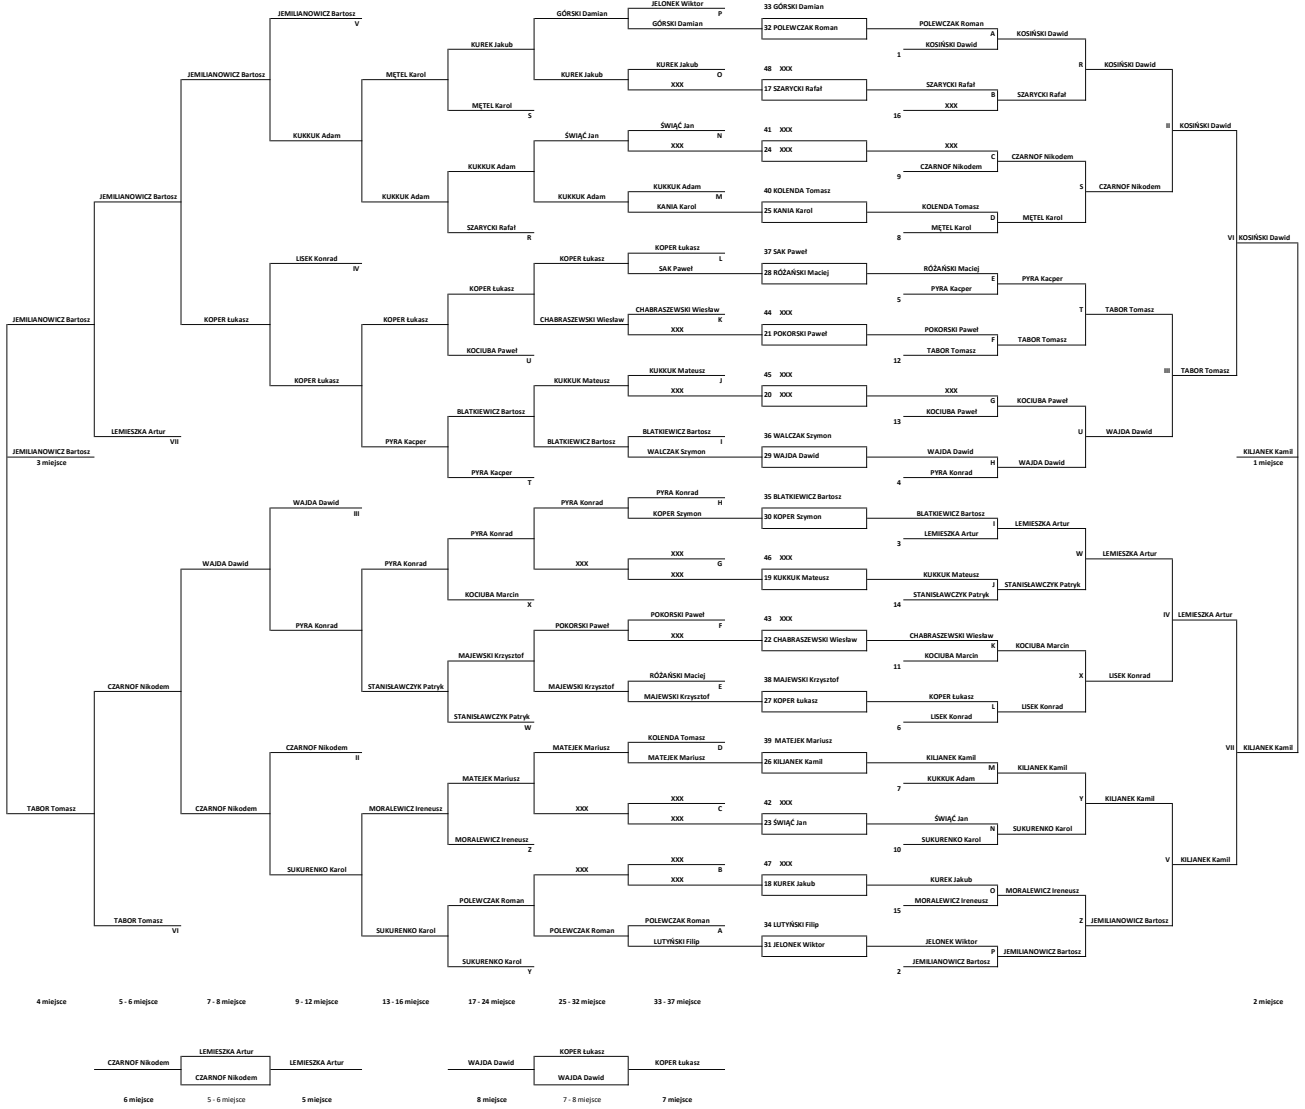 JELONEK Wiktor 33 GÓRSKI Damian
JEMILIANOWICZ Bartosz GÓRSKI Damian P
V GÓRSKI Damian 32 POLEWCZAK Roman POLEWCZAK Roman
A KOSIŃSKI Dawid
KUREK Jakub KOSIŃSKI Dawid
1
KUREK Jakub 48 XXX R KOSIŃSKI Dawid
JEMILIANOWICZ Bartosz MĘTEL Karol KUREK Jakub O
XXX 17 SZARYCKI Rafał SZARYCKI Rafał
B SZARYCKI Rafał
MĘTEL Karol XXX
S 16
ŚWIĄĆ Jan 41 XXX II KOSIŃSKI Dawid
KUKKUK Adam ŚWIĄĆ Jan N
XXX 24 XXX XXX
C CZARNOF Nikodem
KUKKUK Adam CZARNOF Nikodem
9
KUKKUK Adam 40 KOLENDA Tomasz S CZARNOF Nikodem
JEMILIANOWICZ Bartosz KUKKUK Adam KUKKUK Adam M
KANIA Karol 25 KANIA Karol KOLENDA Tomasz
D MĘTEL Karol
SZARYCKI Rafał MĘTEL Karol
R 8
VI KOSIŃSKI Dawid
KOPER Łukasz 37 SAK Paweł
LISEK Konrad KOPER Łukasz L
IV SAK Paweł 28 RÓŻAŃSKI Maciej RÓŻAŃSKI Maciej
E PYRA Kacper
KOPER Łukasz PYRA Kacper
5
CHABRASZEWSKI Wiesław 44 XXX T TABOR Tomasz
JEMILIANOWICZ Bartosz KOPER Łukasz KOPER Łukasz CHABRASZEWSKI Wiesław K
XXX 21 POKORSKI Paweł POKORSKI Paweł
F TABOR Tomasz
KOCIUBA Paweł TABOR Tomasz
U 12
KUKKUK Mateusz 45 XXX III TABOR Tomasz
KOPER Łukasz KUKKUK Mateusz J
XXX 20 XXX XXX
G KOCIUBA Paweł
BLATKIEWICZ Bartosz KOCIUBA Paweł
13
LEMIESZKA Artur BLATKIEWICZ Bartosz 36 WALCZAK Szymon U WAJDA Dawid
VII PYRA Kacper BLATKIEWICZ Bartosz I
JEMILIANOWICZ Bartosz WALCZAK Szymon 29 WAJDA Dawid WAJDA Dawid KILJANEK Kamil
3 miejsce H WAJDA Dawid 1 miejsce
PYRA Kacper PYRA Konrad
T 4
PYRA Konrad 35 BLATKIEWICZ Bartosz
WAJDA Dawid PYRA Konrad H
III KOPER Szymon 30 KOPER Szymon BLATKIEWICZ Bartosz
I LEMIESZKA Artur
PYRA Konrad LEMIESZKA Artur
3
XXX 46 XXX W LEMIESZKA Artur
WAJDA Dawid PYRA Konrad XXX G
XXX 19 KUKKUK Mateusz KUKKUK Mateusz
J STANISŁAWCZYK Patryk
KOCIUBA Marcin STANISŁAWCZYK Patryk
X 14
POKORSKI Paweł 43 XXX IV LEMIESZKA Artur
PYRA Konrad POKORSKI Paweł F
XXX 22 CHABRASZEWSKI Wiesław CHABRASZEWSKI Wiesław
K KOCIUBA Marcin
MAJEWSKI Krzysztof KOCIUBA Marcin
11
RÓŻAŃSKI Maciej 38 MAJEWSKI Krzysztof X LISEK Konrad
CZARNOF Nikodem STANISŁAWCZYK Patryk MAJEWSKI Krzysztof E
MAJEWSKI Krzysztof 27 KOPER Łukasz KOPER Łukasz
L LISEK Konrad
STANISŁAWCZYK Patryk LISEK Konrad
W 6
KOLENDA Tomasz 39 MATEJEK Mariusz
CZARNOF Nikodem MATEJEK Mariusz D VII KILJANEK Kamil
II MATEJEK Mariusz 26 KILJANEK Kamil KILJANEK Kamil
M KILJANEK Kamil
MATEJEK Mariusz KUKKUK Adam
7
XXX 42 XXX Y KILJANEK Kamil
TABOR Tomasz CZARNOF Nikodem MORALEWICZ Ireneusz XXX C
XXX 23 ŚWIĄĆ Jan ŚWIĄĆ Jan
N SUKURENKO Karol
MORALEWICZ Ireneusz SUKURENKO Karol
Z 10
XXX 47 XXX V KILJANEK Kamil
SUKURENKO Karol XXX B
XXX 18 KUREK Jakub KUREK Jakub
O MORALEWICZ Ireneusz
POLEWCZAK Roman MORALEWICZ Ireneusz
15
TABOR Tomasz POLEWCZAK Roman 34 LUTYŃSKI Filip Z JEMILIANOWICZ Bartosz
VI SUKURENKO Karol POLEWCZAK Roman A
LUTYŃSKI Filip 31 JELONEK Wiktor JELONEK Wiktor
P JEMILIANOWICZ Bartosz
SUKURENKO Karol JEMILIANOWICZ Bartosz
Y 2
4 miejsce 5 - 6 miejsce 7 - 8 miejsce 9 - 12 miejsce 13 - 16 miejsce 17 - 24 miejsce 25 - 32 miejsce 33 - 37 miejsce 2 miejsce
LEMIESZKA Artur KOPER Łukasz
CZARNOF Nikodem LEMIESZKA Artur WAJDA Dawid KOPER Łukasz
CZARNOF Nikodem WAJDA Dawid
6 miejsce 5 - 6 miejsce 5 miejsce 8 miejsce 7 - 8 miejsce 7 miejsce